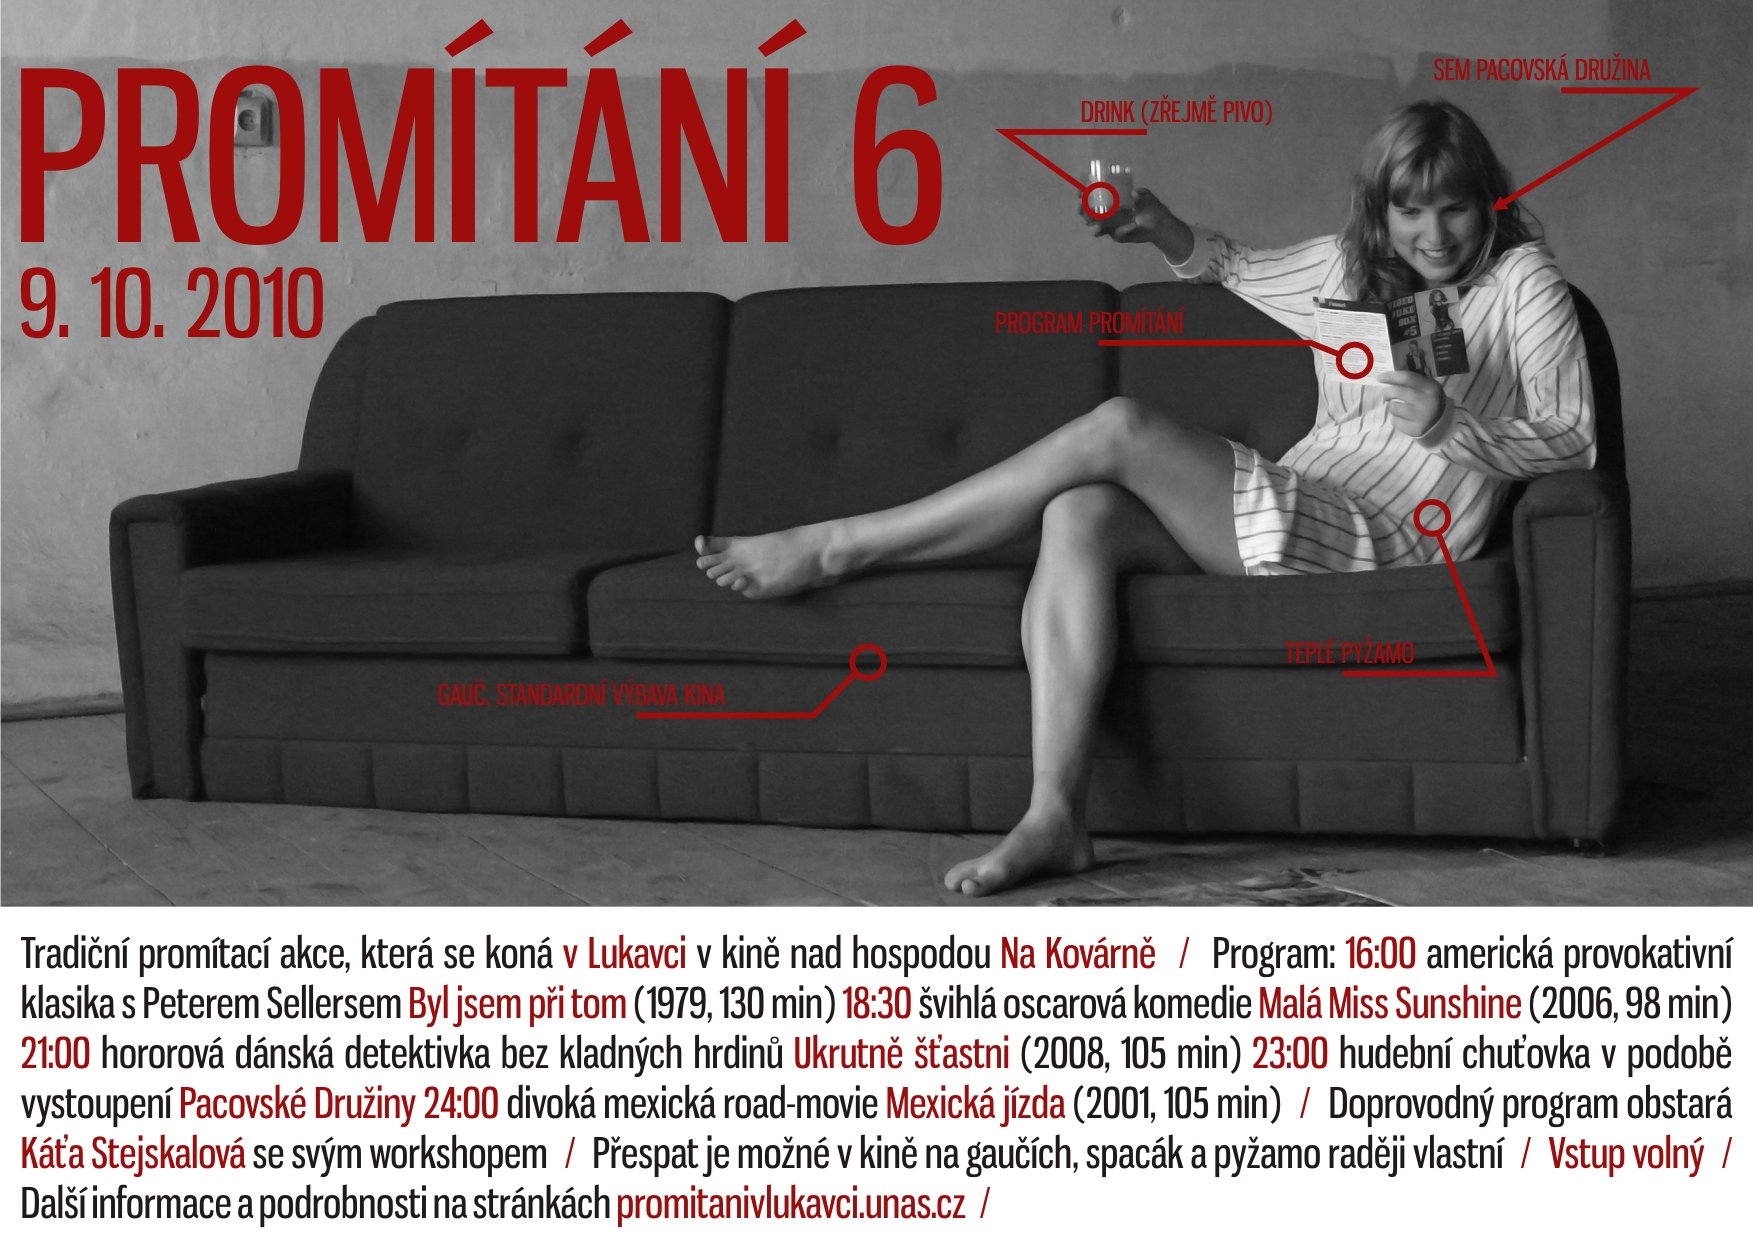 PROMÍTÁNÍ 6
9. 10. 2010
SEM PACOVSKÁ DRUŽINA
DRINK (ZŘEJMĚ PIVO)
PROGRAM PROMÍTÁNÍ
VIDEO
JUKE
BOX
#5
TEPLÉ PYŽAMO
GAUČ, STANDARDNÍ VÝBAVA KINA
Tradiční promítací akce, která se koná v Lukavci v kině nad hospodou Na Kovárně / Program: 16:00 americká provokativní
klasika s Peterem Sellersem Byl jsem při tom (1979, 130 min) 18:30 švihlá oscarová komedie Malá Miss Sunshine (2006, 98 min)
21:00 hororová dánská detektivka bez kladných hrdinů Ukrutně šťastni (2008, 105 min) 23:00 hudební chuťovka v podobě
vystoupení Pacovské Družiny 24:00 divoká mexická road-movie Mexická jízda (2001, 105 min) / Doprovodný program obstará
Káťa Stejskalová se svým workshopem / Přespat je možné v kině na gaučích, spacák a pyžamo raději vlastní / Vstup volný /
Další informace a podrobnosti na stránkách promitanivlukavci.unas.cz /